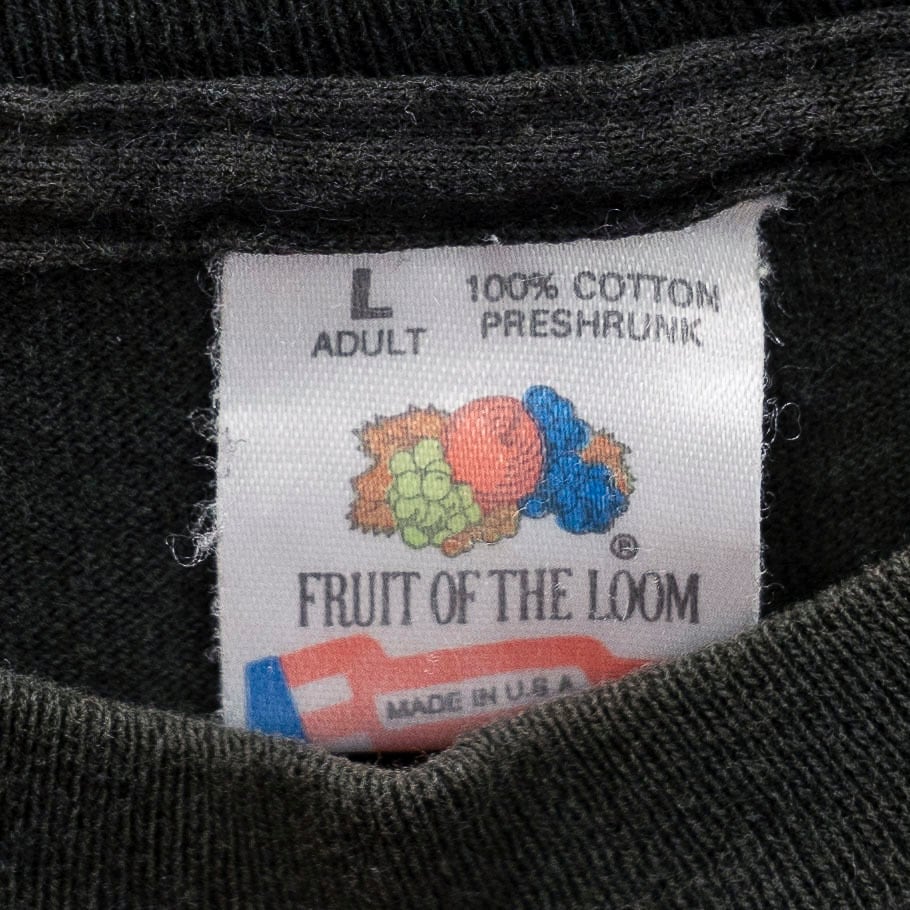 L
ADULT
100% COTTON
PRESHRUNK
®
FRUIT OF THE LOOM
MADE IN U.S.A